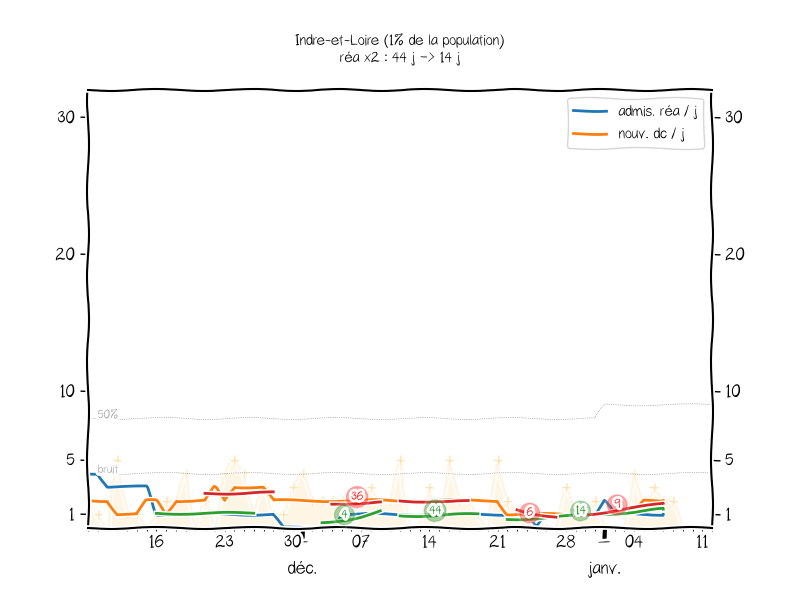 Indre-et-Loire (1% de la population)
réa x2 : 44 j -> 14 j
admis. réa / j
nouv. dc / j
30 30
20 20
10 10
50%
5 5
bruit
1 1
36 4 44 6 14 9
16 23 30 07 14 21 28 04 11
déc. janv.